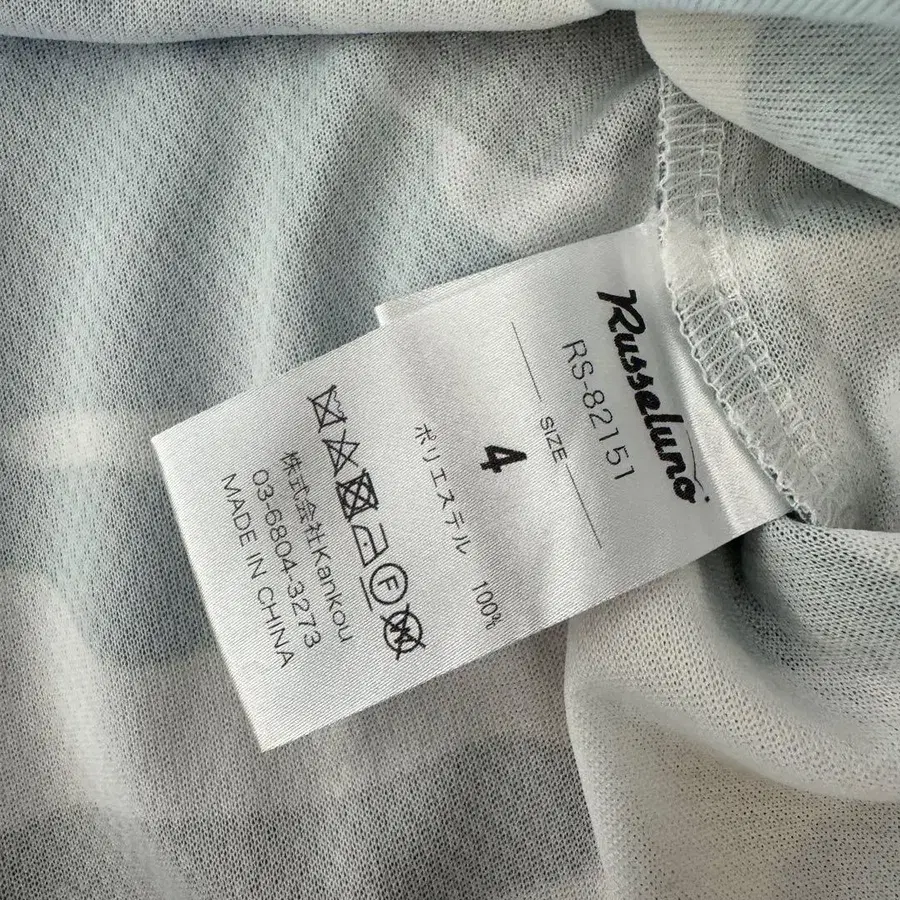 Russeluno
RS-82151
SIZE
4
ポリエステル 100%
F
W
株式会社Kankou
03-6804-3273
MADE IN CHINA